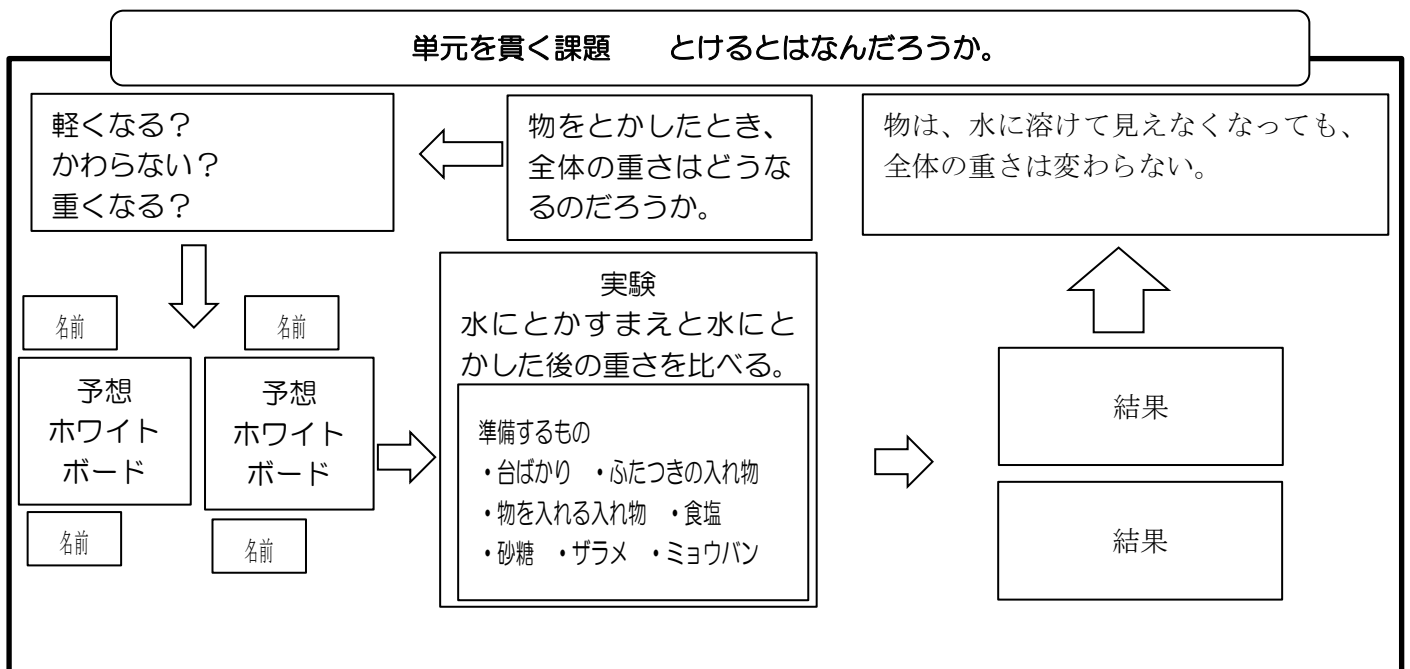 単元を貫く課題　　とけるとはなんだろうか。
物をとかしたとき、
全体の重さはどうな
るのだろうか。
軽くなる？
かわらない？
重くなる？
名前
名前
予想
ホワイト
ボード
予想
ホワイト
ボード
名前
名前
実験
水にとかすまえと水にと
かした後の重さを比べる。
準備するもの
・台ばかり　・ふたつきの入れ物
・物を入れる入れ物　・食塩
・砂糖　・ザラメ　・ミョウバン
結果
結果
物は、水に溶けて見えなくなっても、
全体の重さは変わらない。